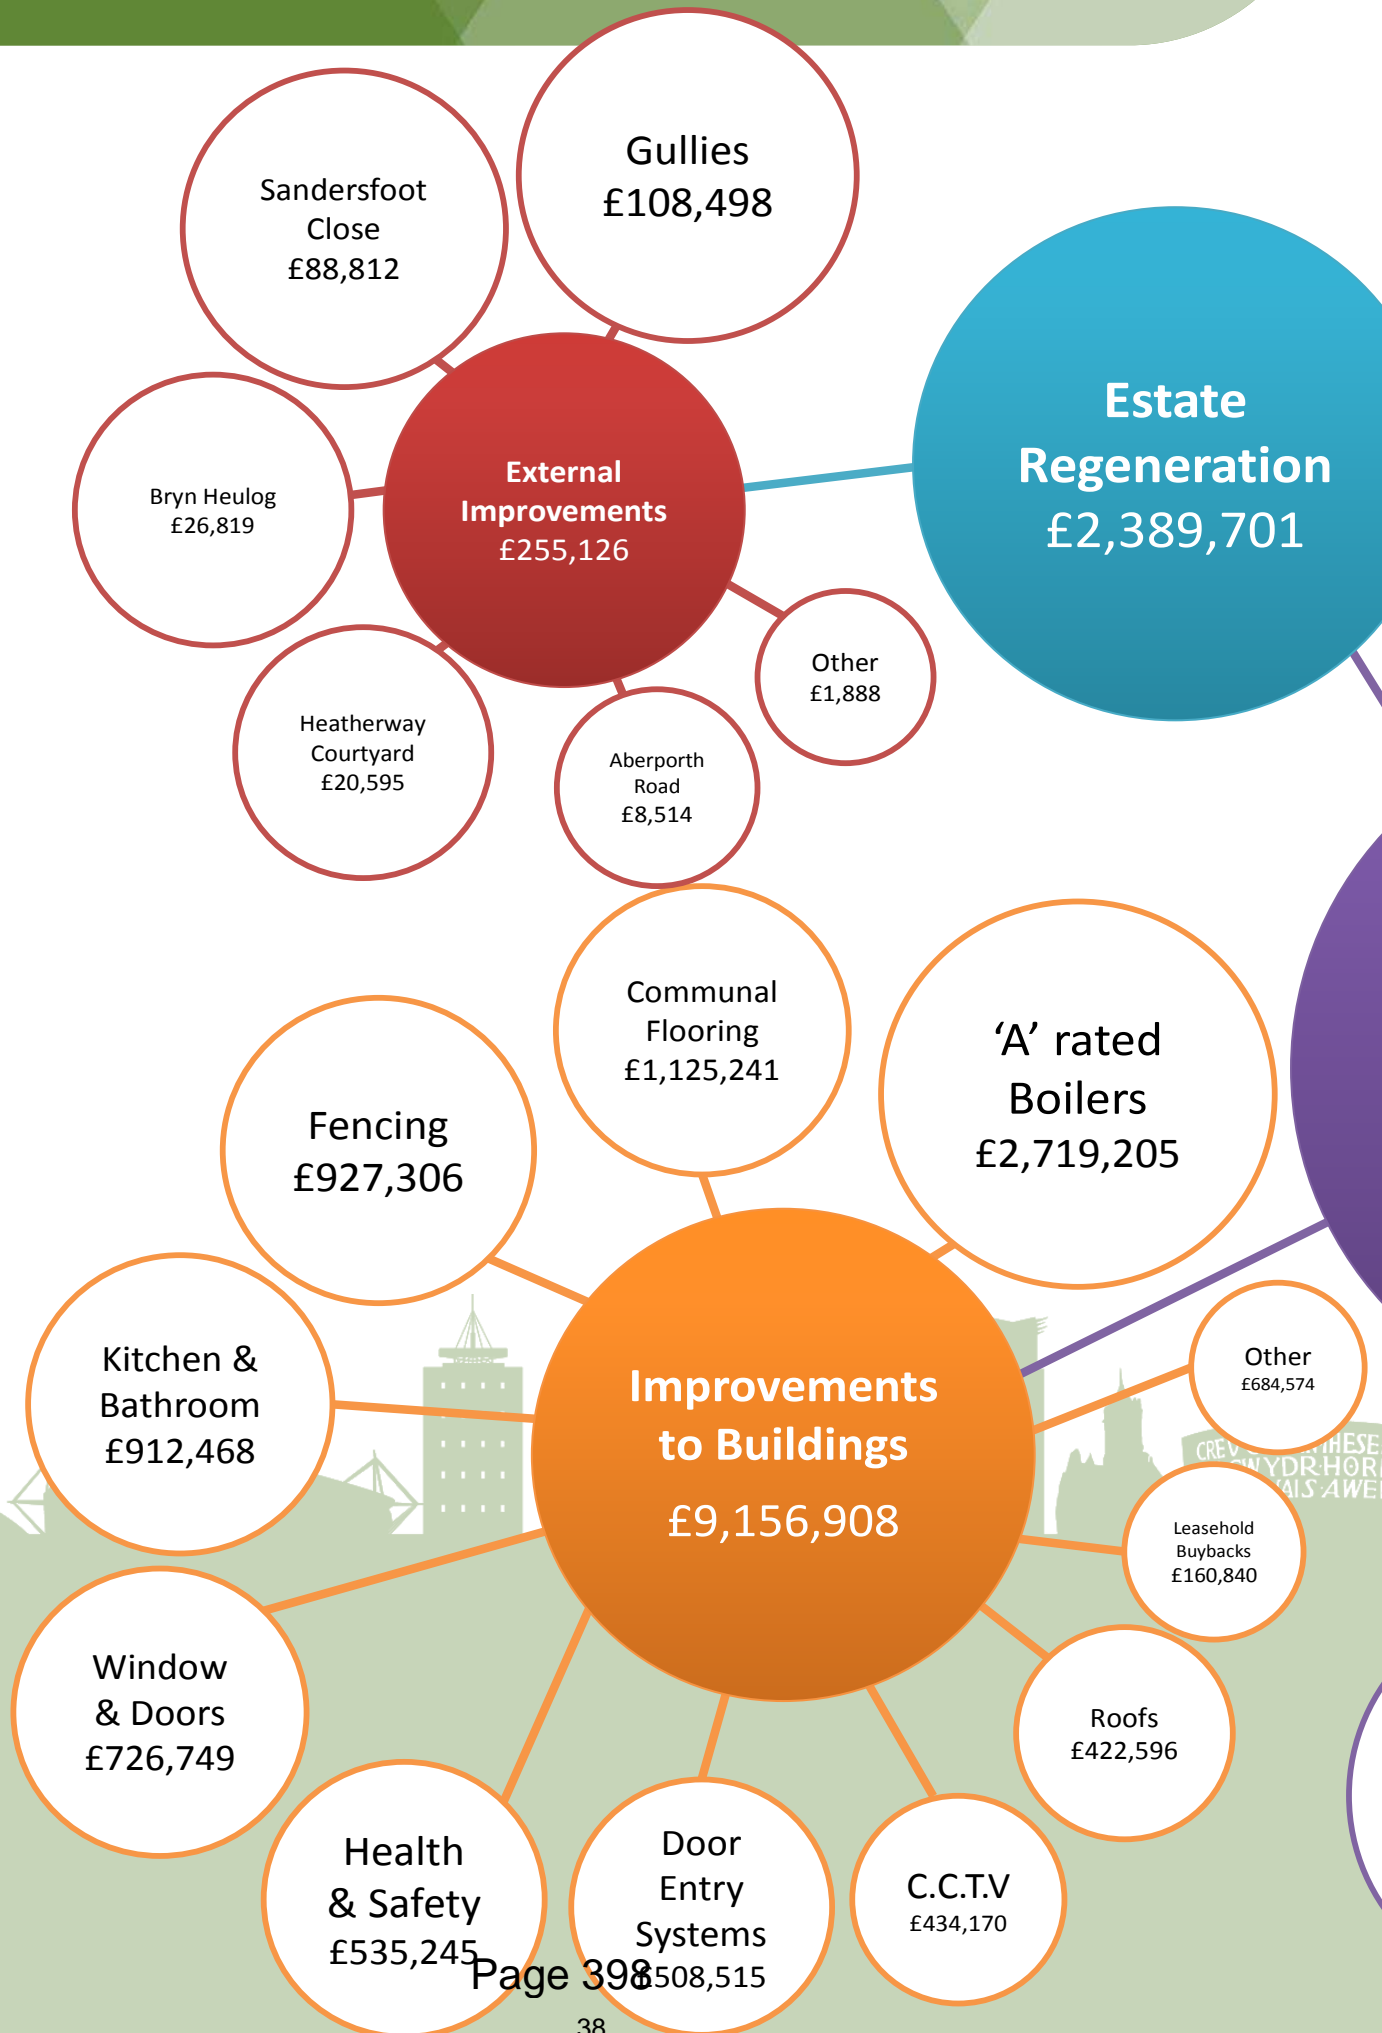 Gullies
£108,498
Sandersfoot
Close
£88,812
Estate
Regeneration
£2,389,701
External
Improvements
£255,126
Bryn Heulog
£26,819
Other
£1,888
Heatherway
Courtyard
£20,595
Aberporth
Road
£8,514
Communal
Flooring
£1,125,241
‘A’ rated
Boilers
£2,719,205
Fencing
£927,306
Kitchen &
Bathroom
£912,468
Improvements
to Buildings
£9,156,908
Other
£684,574
Leasehold
Buybacks
£160,840
Window
& Doors
£726,749
Roofs
£422,596
Health
& Safety
£535,245
Door
Entry
Systems
£508,515
C.C.T.V
£434,170
Page 398
38